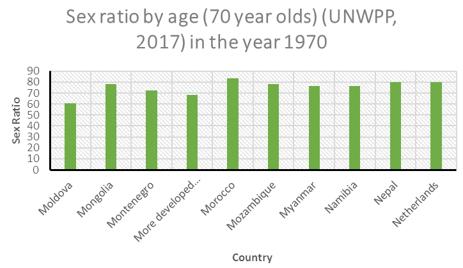 Sex ratio by age (70 year olds) (UNWPP,
2017) in the year 1970
90
80
70
60
50
40
30
20
10
0
Sex Ratio
Moldova
Mongolia
Montenegro
More developed...
Morocco
Mozambique
Myanmar
Namibia
Nepal
Netherlands
Country